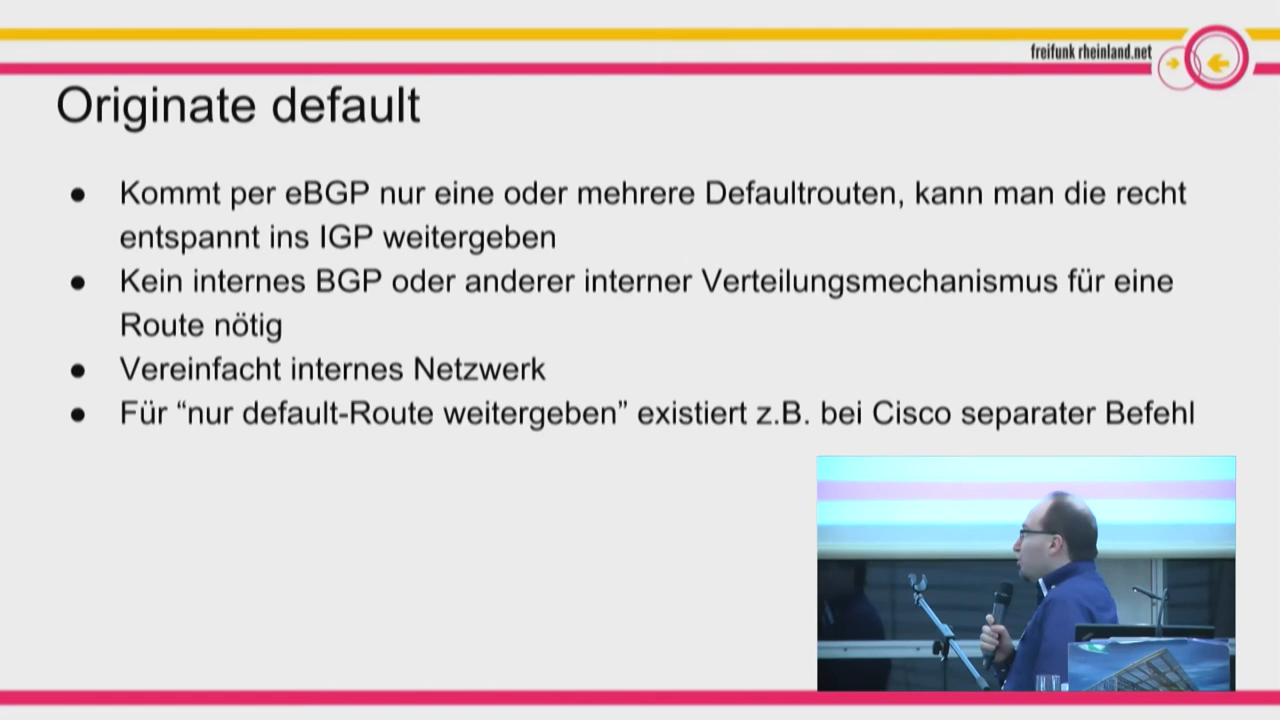 freifunk rheinland.net
Originate default
● Kommt per eBGP nur eine oder mehrere Defaultrouten, kann man die recht
entspannt ins IGP weitergeben
● Kein internes BGP oder anderer interner Verteilungsmechanismus für eine
Route nötig
● Vereinfacht internes Netzwerk
● Für “nur default-Route weitergeben” existiert z.B. bei Cisco separater Befehl